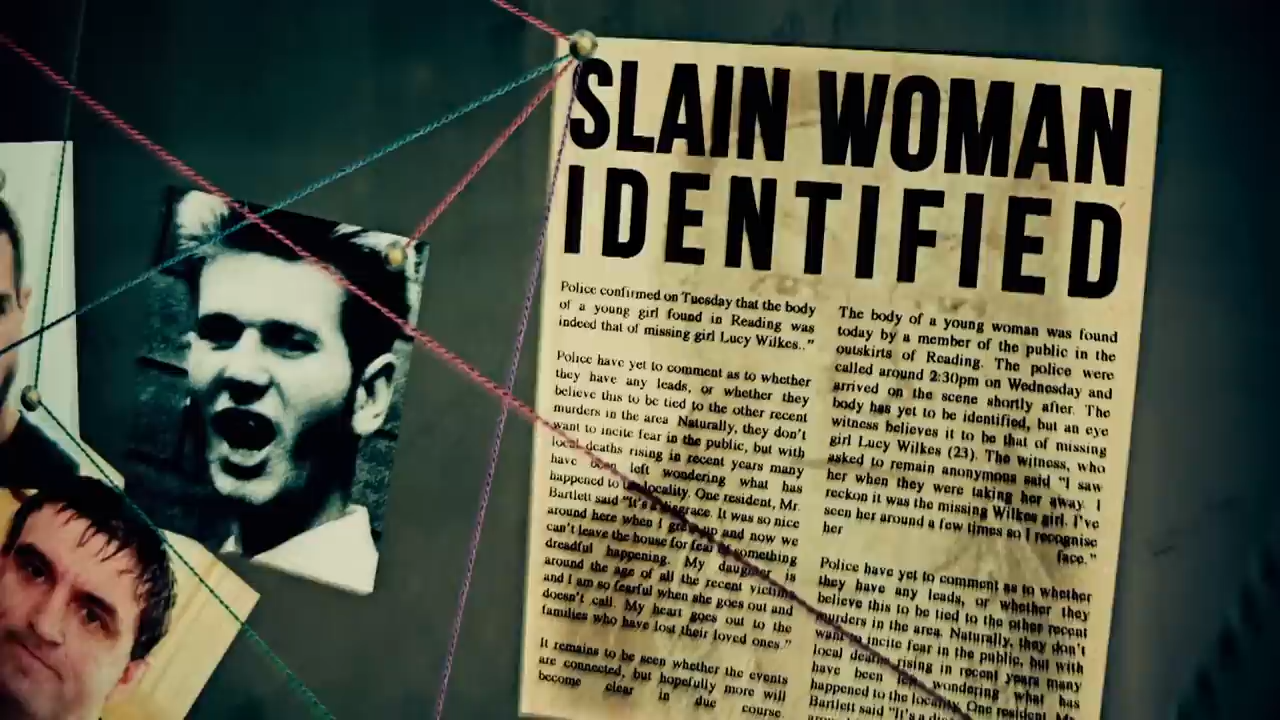 SLAIN WOMAN
IDENTIFIED
Police confirmed on Tuesday that the body
of a young girl found in Reading was
indeed that of missing girl Lucy Wilkes.."
Police have yet to comment as to whether
they have any leads, or whether they
believe this to be tied to the other recent
murders in the area Naturally, they don't
want to incite fear in the public, but with
local deaths rising in recent years many
have been left wondering what has
happened to locality. One resident, Mr.
Bartlett said "It's a disgrace. It was so nice
around here when I grew up and now we
can't leave the house for fear of something
dreadful happening. My daughter is
around the age of all the recent victims
and I am so fearful when she goes out and
doesn't call. My heart goes out to the
families who have lost their loved ones."
It remains to be seen whether the events
are connected, but hopefully more will
become clear in due course.
The body of a young woman was found
today by a member of the public in the
outskirts of Reading. The police were
called around 2:30pm on Wednesday and
arrived on the scene shortly after. The
body has yet to be identified, but an eye
witness believes it to be that of missing
girl Lucy Wilkes (23). The witness, who
asked to remain anonymous said "I saw
her when they were taking her away. I
reckon it was the missing Wilkes girl. I've
seen her around a few times so I recognise
her face."
Police have yet to comment as to whether
they have any leads, or whether they
believe this to be tied to the other recent
murders in the area. Naturally, they don't
want to incite fear in the public, but with
local deaths rising in recent years many
have been left wondering what has
happened to the locality. One resident, Mr.
Bartlett said "It's a